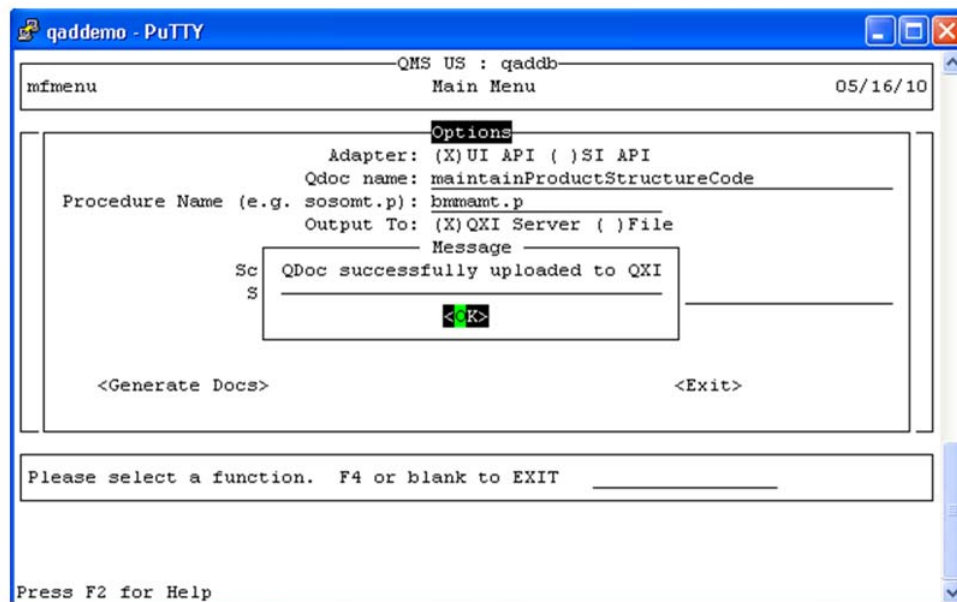 qaddemo - PuTTY
QMS US : qaddb
mfmenu Main Menu 05/16/10
Options
Adapter: (X)UI API ( )SI API
Qdoc name: maintainProductStructureCode
Procedure Name (e.g. sosomt.p): bmmamt.p
Output To: (X)QXI Server ( )File
Message
Sc QDoc successfully uploaded to QXI
S
<OK>
<Generate Docs> <Exit>
Please select a function. F4 or blank to EXIT
Press F2 for Help